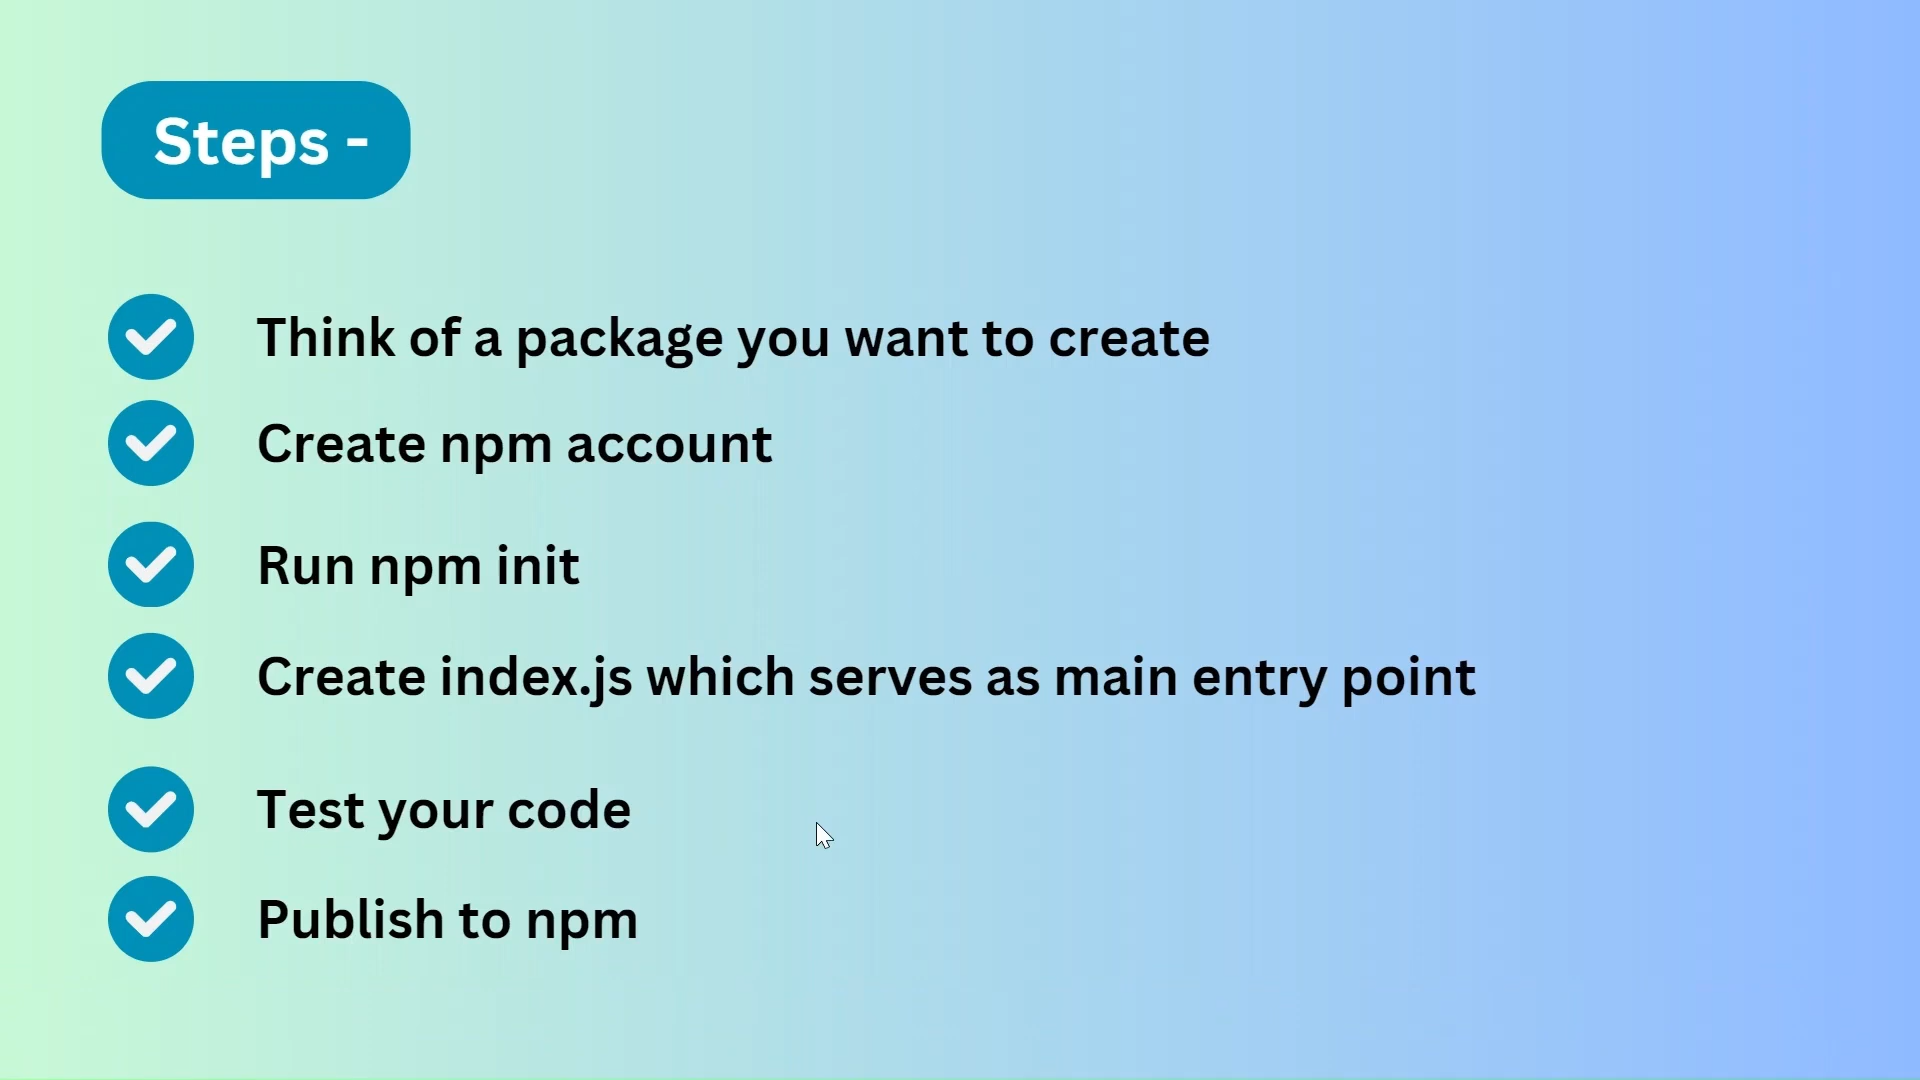 Steps -
Think of a package you want to create
Create npm account
Run npm init
Create index.js which serves as main entry point
Test your code
Publish to npm